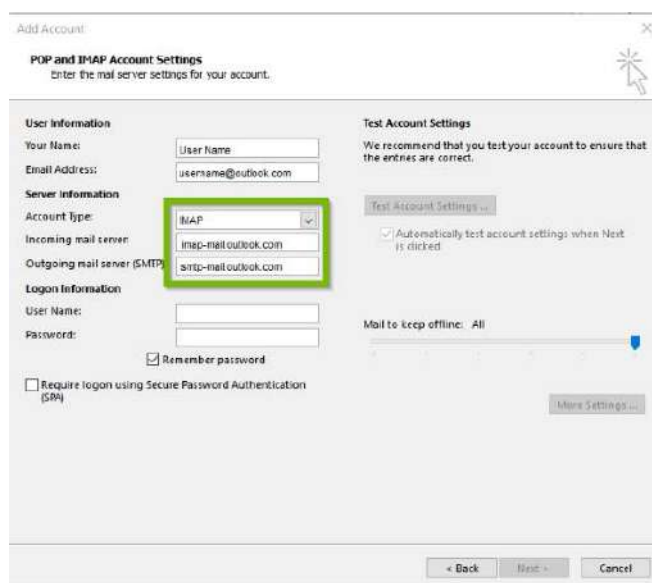 Add Account
POP and IMAP Account Settings
Enter the mail server settings for your account.
User Information
Your Name:
User Name
Email Address:
username@outlook.com
Server Information
Account Type:
IMAP
Incoming mail server:
imap-mail.outlook.com
Outgoing mail server (SMTP)
smtp-mail.outlook.com
Logon Information
User Name:
Password:
Remember password
Require logon using Secure Password Authentication
(SPA)
Test Account Settings
We recommend that you test your account to ensure that
the entries are correct.
Test Account Settings ...
Automatically test account settings when Next
is clicked
Mail to keep offline: All
More Settings ...
< Back
Next >
Cancel